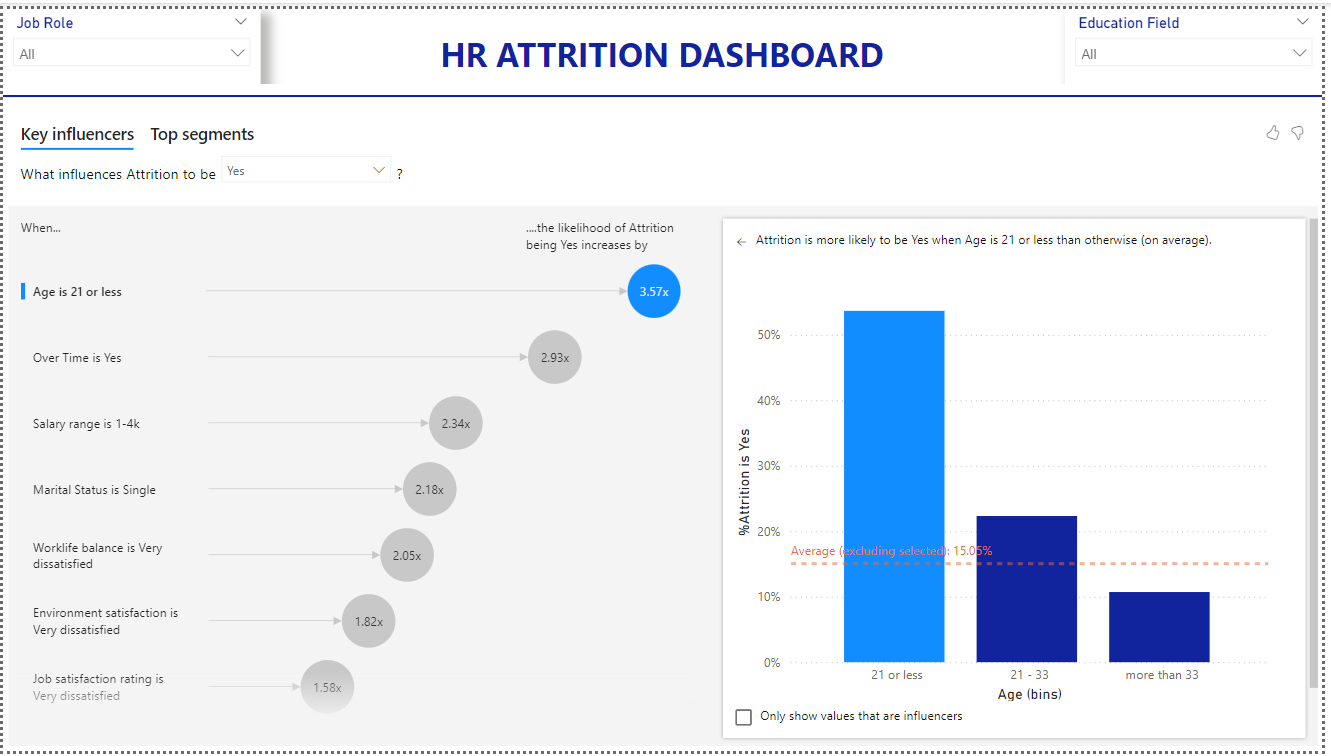 Job Role
All
HR ATTRITION DASHBOARD
Education Field
All
Key influencers
Top segments
What influences Attrition to be
Yes
?
When...
....the likelihood of Attrition
being Yes increases by
Age is 21 or less
3.57x
Over Time is Yes
2.93x
Salary range is 1-4k
2.34x
Marital Status is Single
2.18x
Worklife balance is Very
dissatisfied
2.05x
Environment satisfaction is
Very dissatisfied
1.82x
Job satisfaction rating is
Very dissatisfied
1.58x
Attrition is more likely to be Yes when Age is 21 or less than otherwise (on average).
%Attrition is Yes
50%
40%
30%
20%
Average (excluding selected): 15.05%
10%
0%
21 or less
21 - 33
more than 33
Age (bins)
Only show values that are influencers